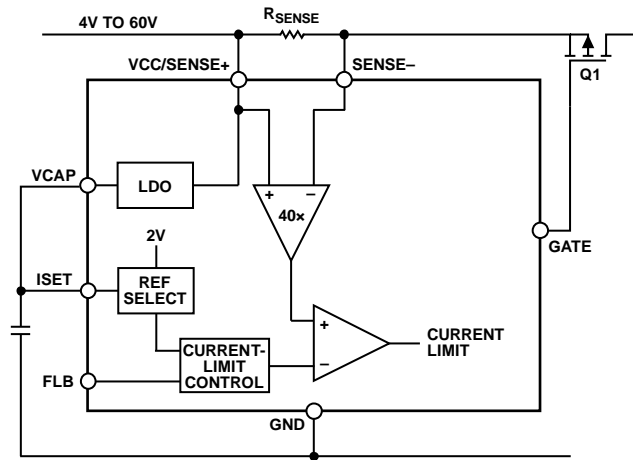 4V TO 60V
RSENSE
VCC/SENSE+
SENSE–
Q1
VCAP
LDO
+
–
40×
GATE
2V
ISET
REF
SELECT
+
–
CURRENT
LIMIT
CURRENT-
LIMIT
CONTROL
FLB
GND